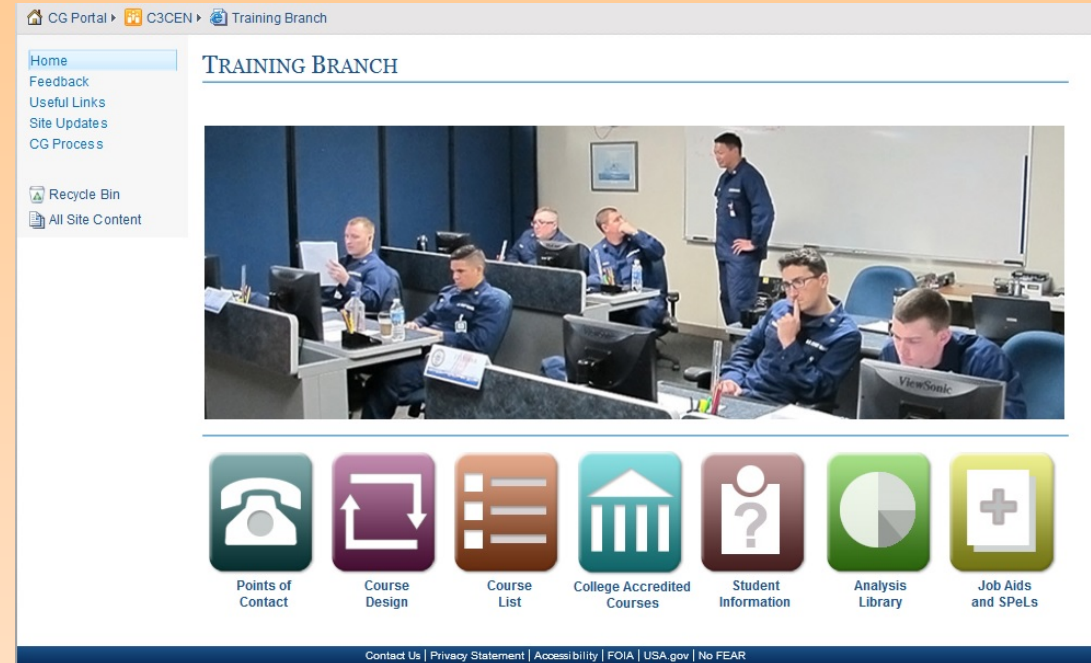 CG Portal C3CEN Training Branch
Home
Feedback
Useful Links
Site Updates
CG Process
Recycle Bin
All Site Content
TRAINING BRANCH
ViewSonic
Points of
Contact
Course
Design
Course
List
College Accredited
Courses
?
Student
Information
Analysis
Library
Job Aids
and SPeLs
Contact Us | Privacy Statement | Accessibility | FOIA | USA.gov | No FEAR